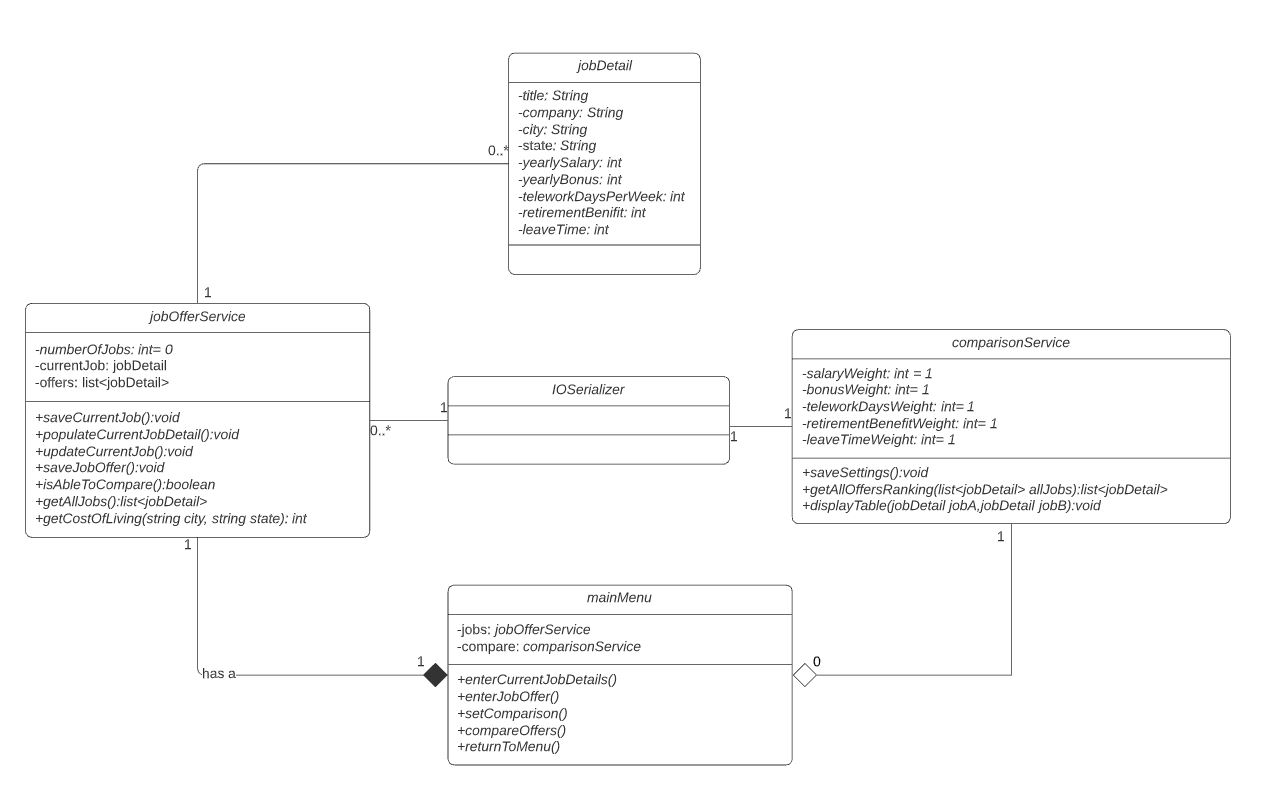 jobDetail
-title: String
-company: String
-city: String
-state: String
-yearlySalary: int
-yearlyBonus: int
-teleworkDaysPerWeek: int
-retirementBenifit: int
-leaveTime: int
0..*
1
jobOfferService
-numberOfJobs: int= 0
-currentJob: jobDetail
-offers: list<jobDetail>
+saveCurrentJob():void
+populateCurrentJobDetail():void
+updateCurrentJob():void
+saveJobOffer():void
+isAbleToCompare():boolean
+getAllJobs():list<jobDetail>
+getCostOfLiving(string city, string state): int
1
0..*
IOSerializer
1
1
comparisonService
-salaryWeight: int = 1
-bonusWeight: int= 1
-teleworkDaysWeight: int= 1
-retirementBenefitWeight: int= 1
-leaveTimeWeight: int= 1
+saveSettings():void
+getAllOffersRanking(list<jobDetail> allJobs):list<jobDetail>
+displayTable(jobDetail jobA,jobDetail jobB):void
1
1
has a
1
mainMenu
-jobs: jobOfferService
-compare: comparisonService
+enterCurrentJobDetails()
+enterJobOffer()
+setComparison()
+compareOffers()
+returnToMenu()
0